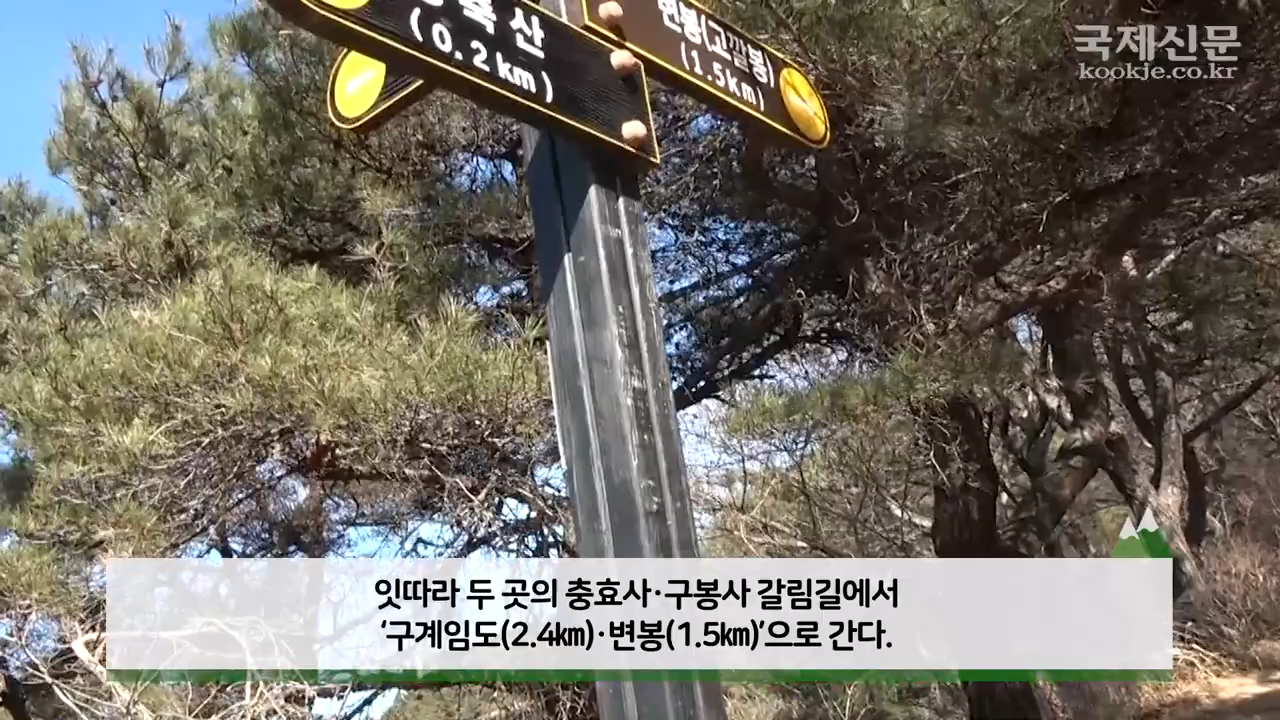 산
(0.2km)
변봉(고깔봉)
(1.5km)
국제신문
kookje.co.kr
잇따라 두 곳의 충효사·구봉사 갈림길에서
‘구계임도(2.4㎞)·변봉(1.5㎞)’으로 간다.